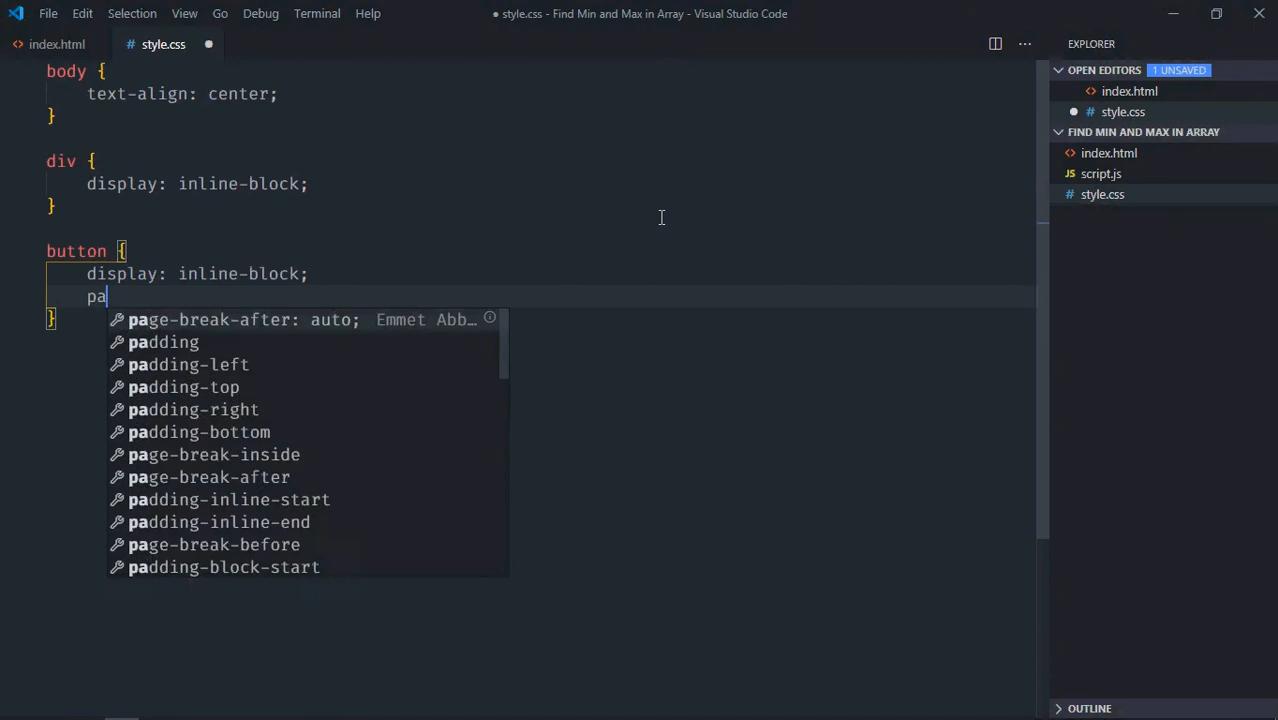 File Edit Selection View Go Debug Terminal Help
● style.css - Find Min and Max in Array - Visual Studio Code
<> index.html
# style.css ●
body {
text-align: center;
}
div {
display: inline-block;
}
button {
display: inline-block;
pa
}
page-break-after: auto; Emmet Abb…
padding
padding-left
padding-top
padding-right
padding-bottom
page-break-inside
page-break-after
padding-inline-start
padding-inline-end
page-break-before
padding-block-start
EXPLORER
OPEN EDITORS 1 UNSAVED
<> index.html
● # style.css
FIND MIN AND MAX IN ARRAY
<> index.html
JS script.js
# style.css
OUTLINE